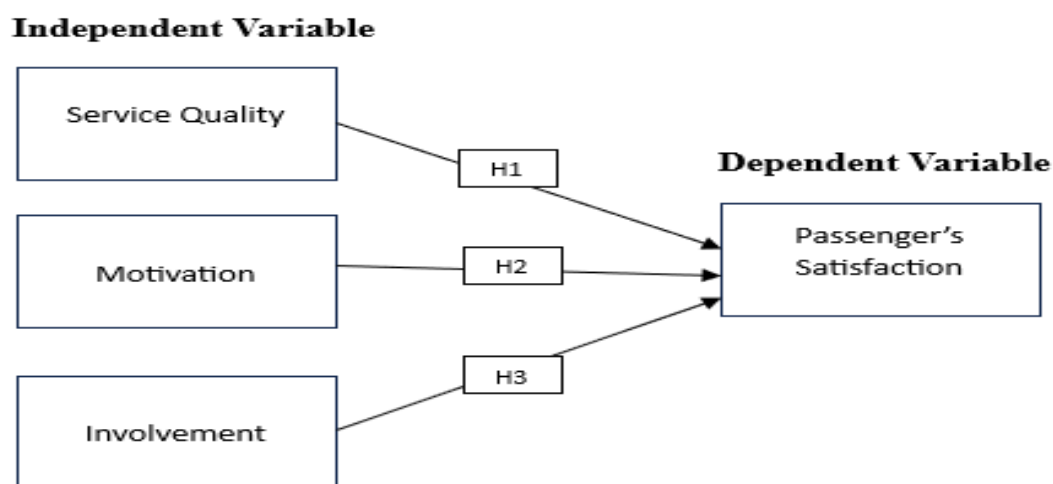 Independent Variable
Service Quality
H1
Dependent Variable
Passenger’s
Satisfaction
Motivation
H2
H3
Involvement